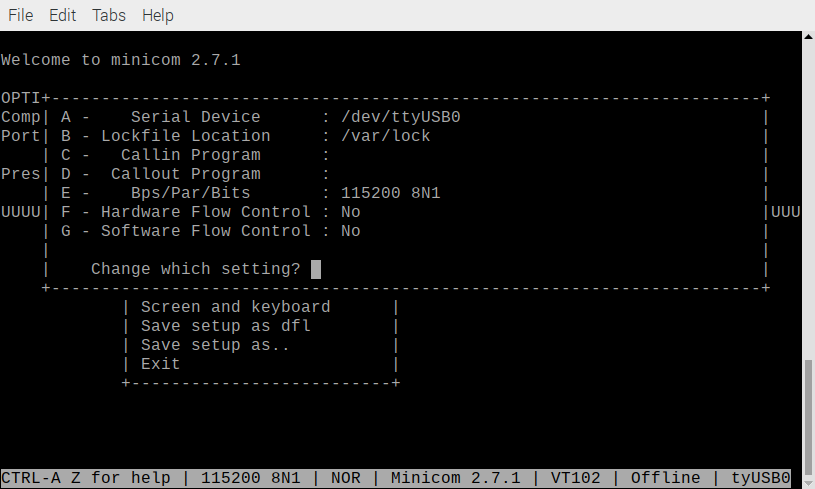 File Edit Tabs Help
Welcome to minicom 2.7.1
OPTI+-----------------------------------------------------------------------+
Comp| A -    Serial Device      : /dev/ttyUSB0                              |
Port| B - Lockfile Location     : /var/lock                                 |
    | C -   Callin Program      :                                           |
Pres| D -  Callout Program      :                                           |
    | E -    Bps/Par/Bits       : 115200 8N1                                |
UUUU| F - Hardware Flow Control : No                                        |UUU
    | G - Software Flow Control : No                                        |
    |                                                                       |
    |    Change which setting?                                              |
    +-----------------------------------------------------------------------+
            | Screen and keyboard      |
            | Save setup as dfl        |
            | Save setup as..          |
            | Exit                     |
            +--------------------------+
CTRL-A Z for help | 115200 8N1 | NOR | Minicom 2.7.1 | VT102 | Offline | tyUSB0